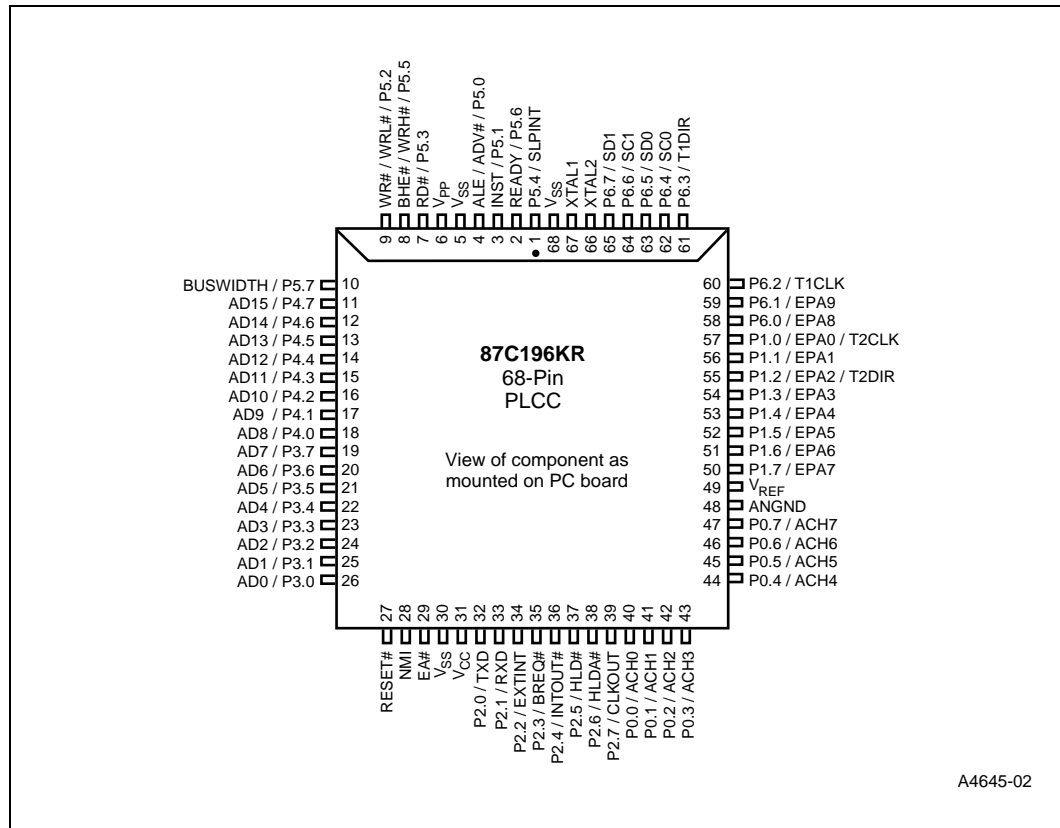 WR# / WRL# / P5.2
BHE# / WRH# / P5.5
RD# / P5.3
VPP
VSS
ALE / ADV# / P5.0
INST / P5.1
READY / P5.6
P5.4 / SLPINT
VSS
XTAL1
XTAL2
P6.7 / SD1
P6.6 / SC1
P6.5 / SD0
P6.4 / SC0
P6.3 / T1DIR
9
8
7
6
5
4
3
2
1
68
67
66
65
64
63
62
61
BUSWIDTH / P5.7 10
AD15 / P4.7 11
AD14 / P4.6 12
AD13 / P4.5 13
AD12 / P4.4 14
AD11 / P4.3 15
AD10 / P4.2 16
AD9 / P4.1 17
AD8 / P4.0 18
AD7 / P3.7 19
AD6 / P3.6 20
AD5 / P3.5 21
AD4 / P3.4 22
AD3 / P3.3 23
AD2 / P3.2 24
AD1 / P3.1 25
AD0 / P3.0 26
87C196KR
68-Pin
PLCC
View of component as
mounted on PC board
60 P6.2 / T1CLK
59 P6.1 / EPA9
58 P6.0 / EPA8
57 P1.0 / EPA0 / T2CLK
56 P1.1 / EPA1
55 P1.2 / EPA2 / T2DIR
54 P1.3 / EPA3
53 P1.4 / EPA4
52 P1.5 / EPA5
51 P1.6 / EPA6
50 P1.7 / EPA7
49 VREF
48 ANGND
47 P0.7 / ACH7
46 P0.6 / ACH6
45 P0.5 / ACH5
44 P0.4 / ACH4
27
28
29
30
31
32
33
34
35
36
37
38
39
40
41
42
43
RESET#
NMI
EA#
VSS
VCC
P2.0 / TXD
P2.1 / RXD
P2.2 / EXTINT
P2.3 / BREQ#
P2.4 / INTOUT#
P2.5 / HLD#
P2.6 / HLDA#
P2.7 / CLKOUT
P0.0 / ACH0
P0.1 / ACH1
P0.2 / ACH2
P0.3 / ACH3
A4645-02